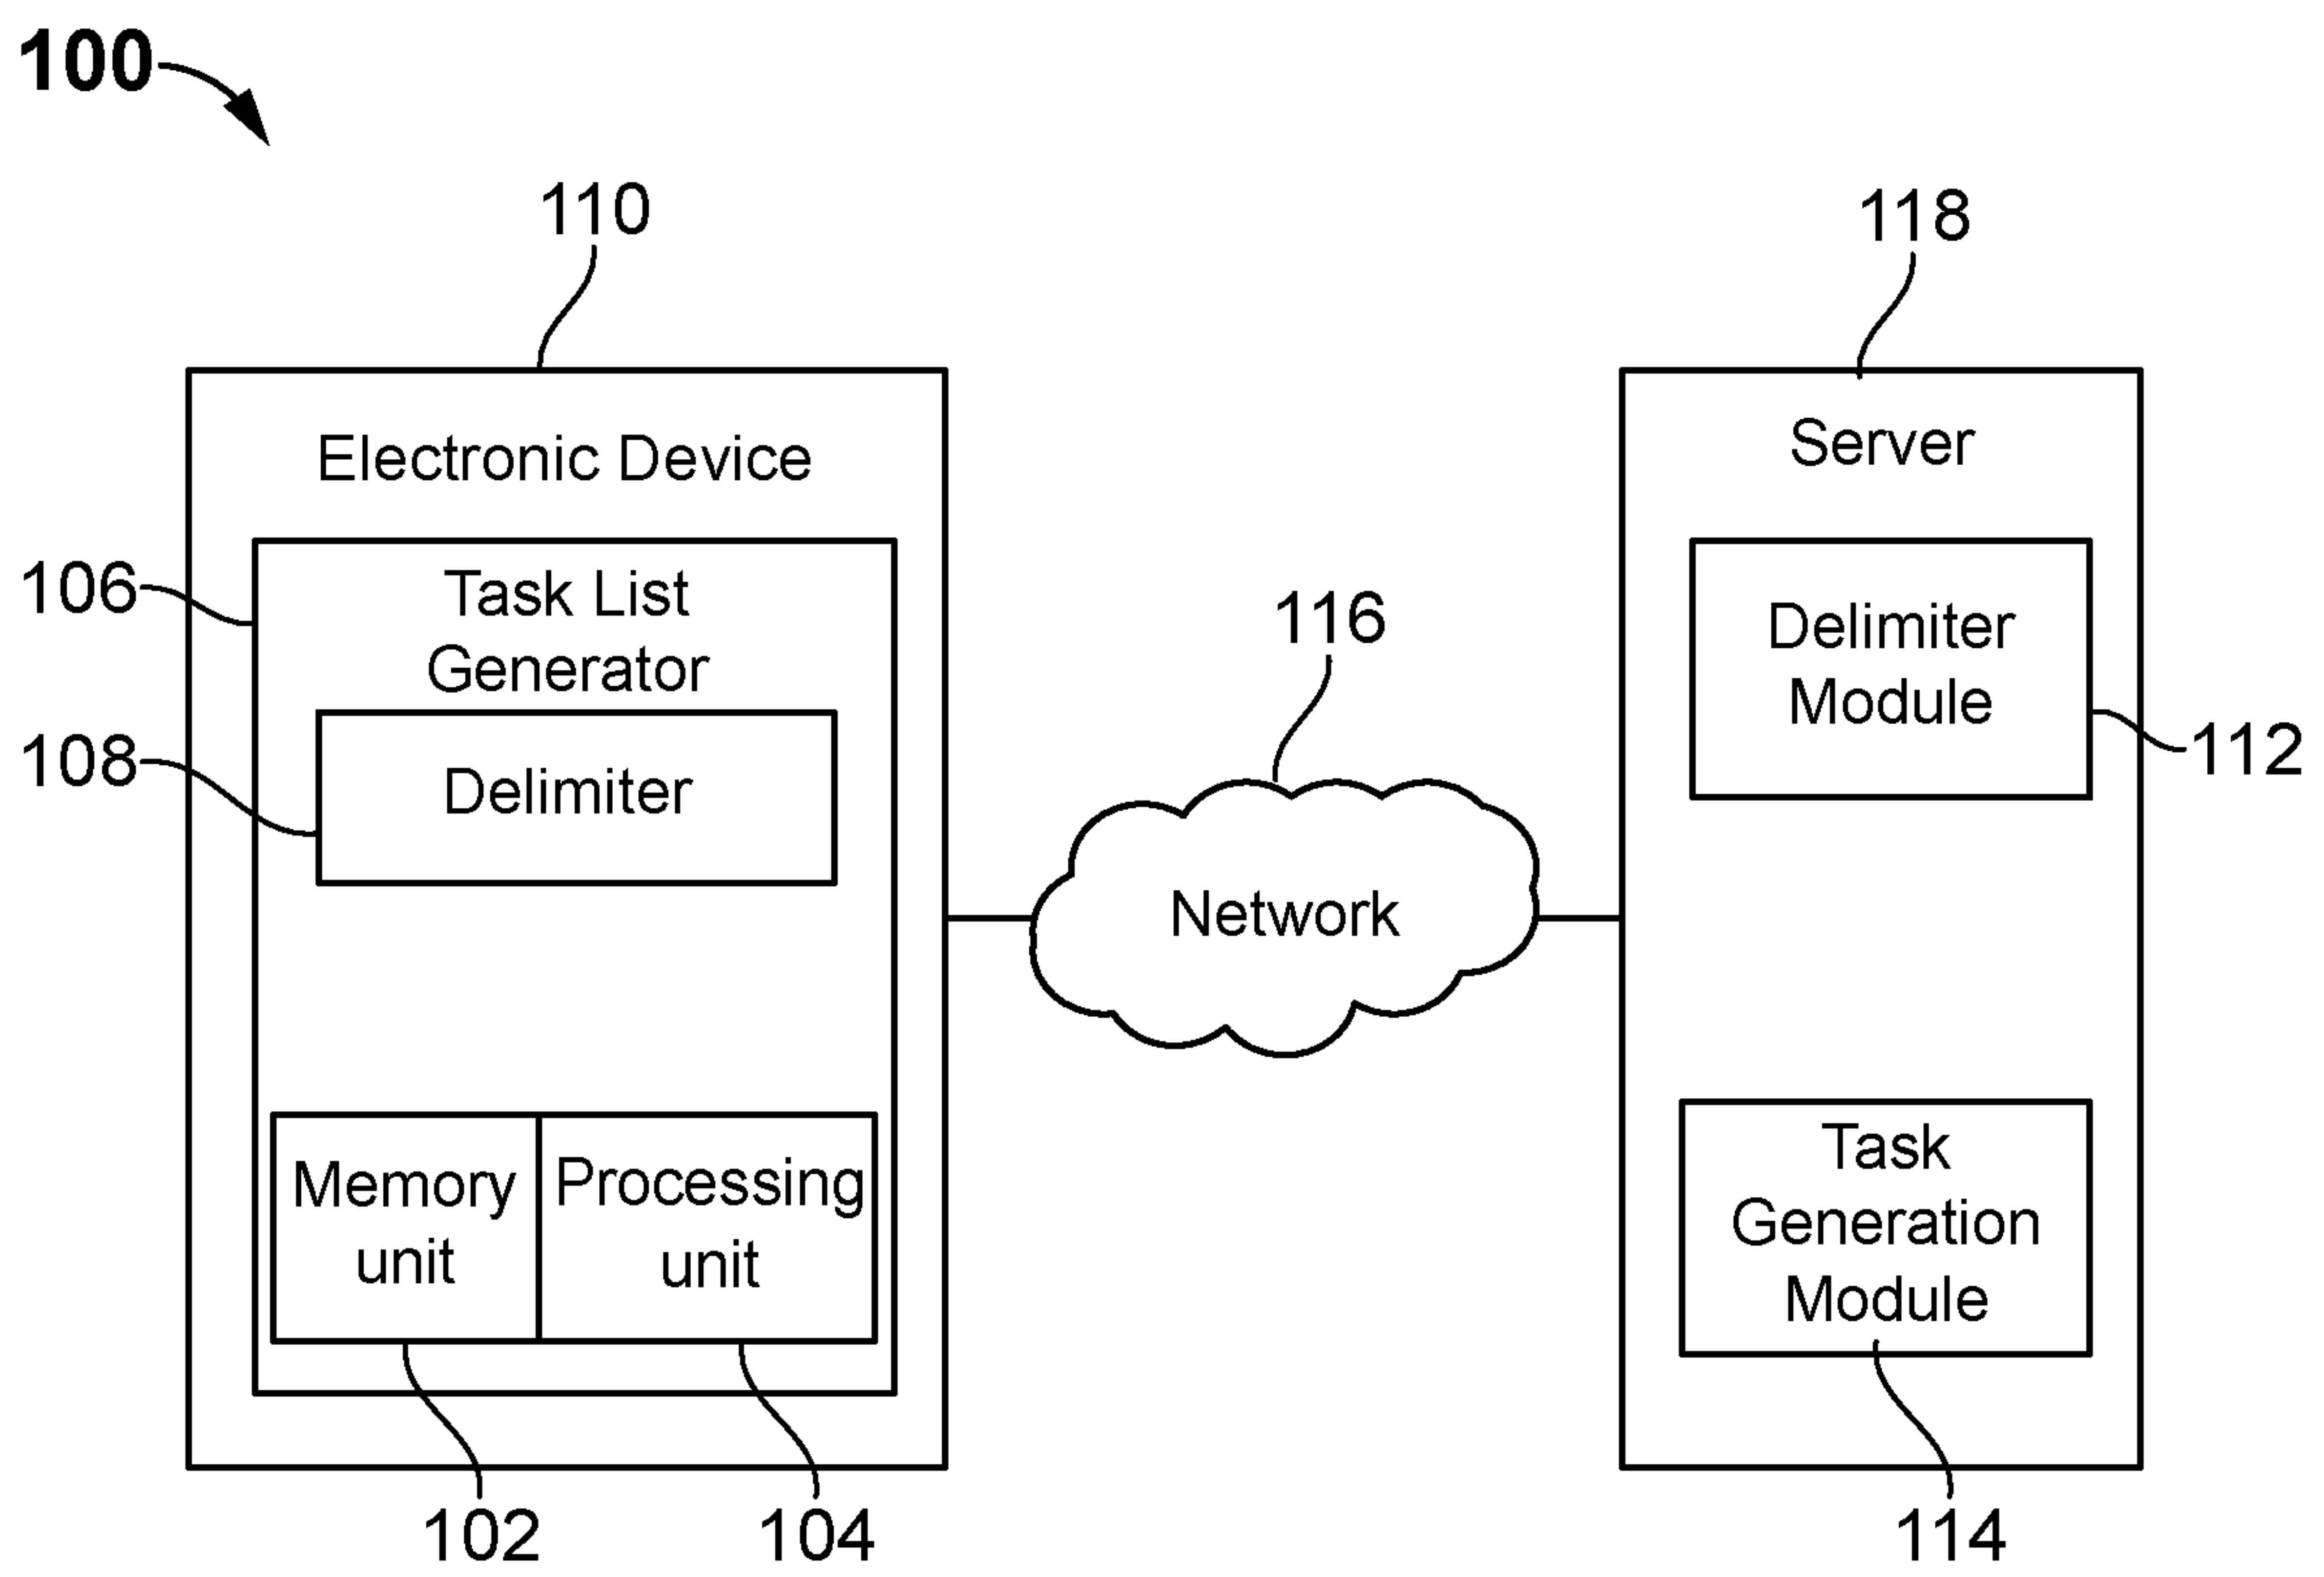 100
110
118
Electronic Device
Server
106
Task List
Generator
116
Delimiter
Module
108
Delimiter
112
Network
Memory
unit
Processing
unit
Task
Generation
Module
102
104
114